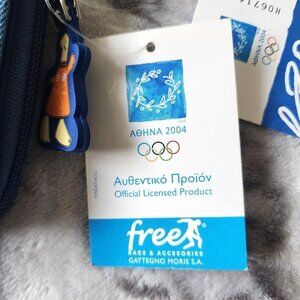 ΑΘΗΝΑ 2004
Αυθεντικό Προϊόν
Official Licensed Product
free
BAGS & ACCESSORIES
GATTEGNO MORIS S.A.